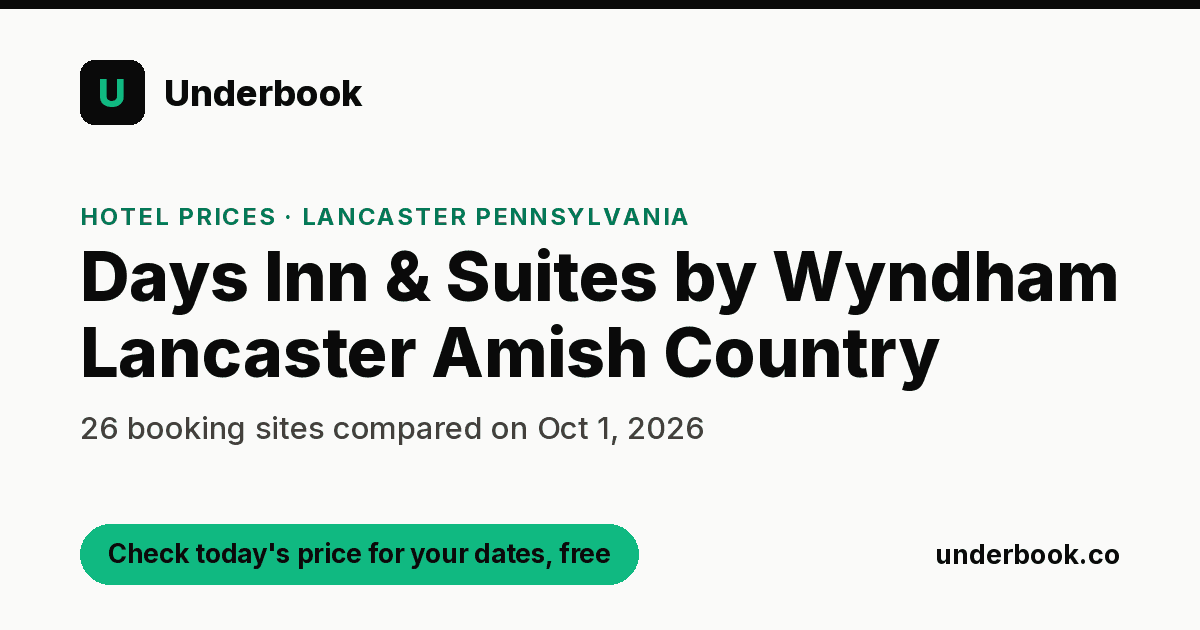 U Underbook
HOTEL PRICES · LANCASTER PENNSYLVANIA
Days Inn & Suites by Wyndham
Lancaster Amish Country
26 booking sites compared on Oct 1, 2026
Check today's price for your dates, free
underbook.co